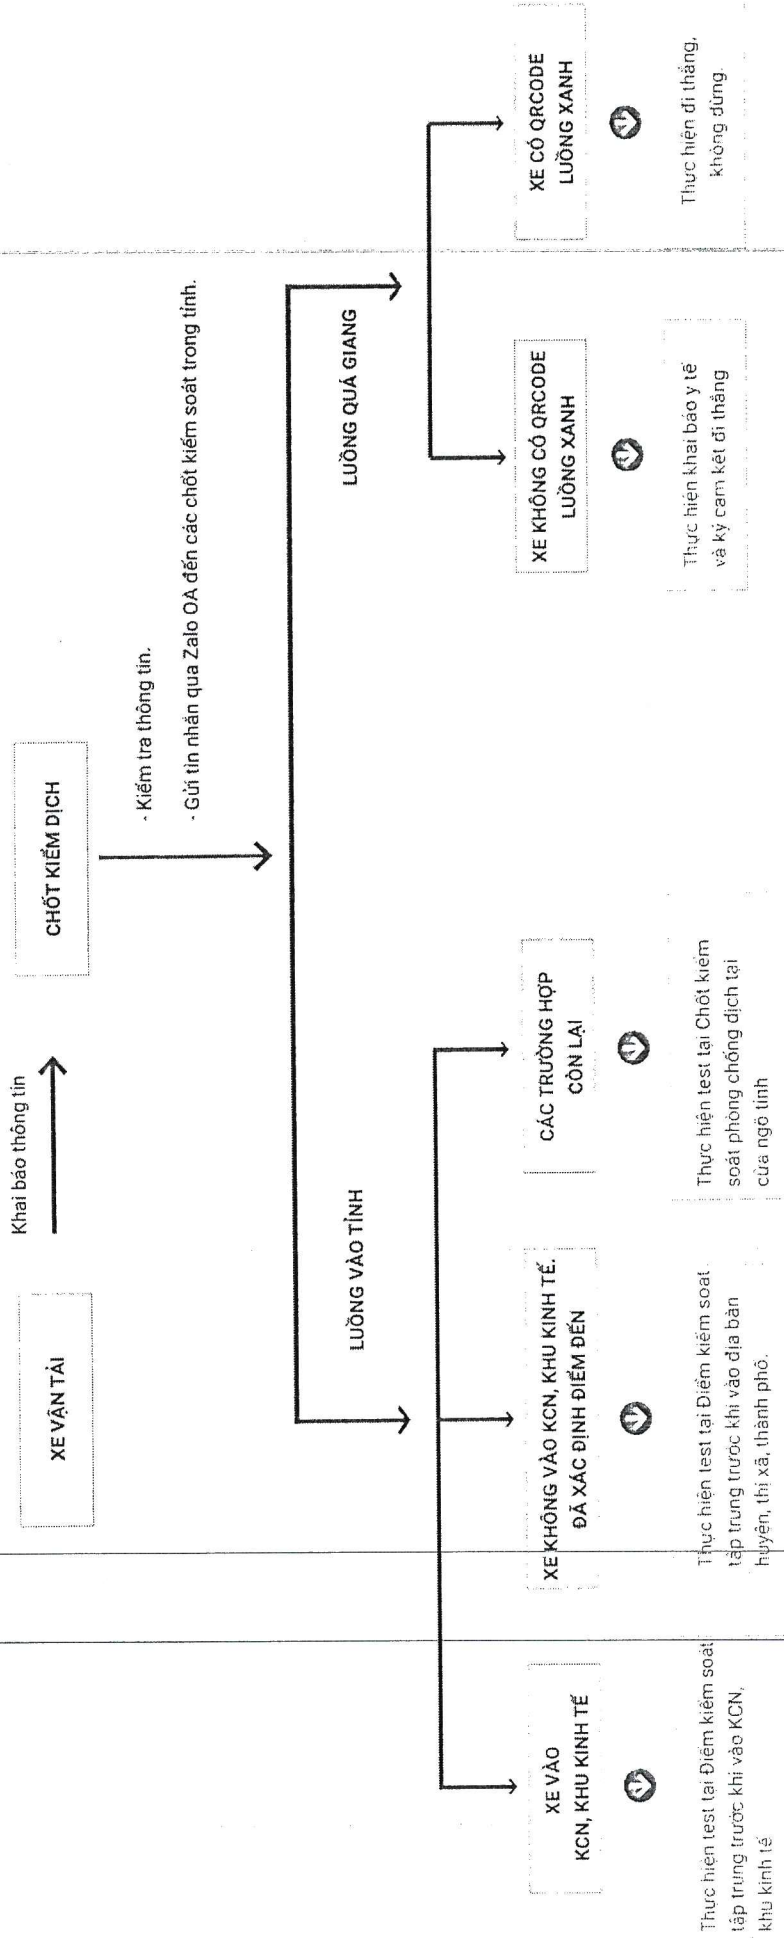 XE VẬN TẢI
Khai báo thông tin
CHỐT KIỂM DỊCH
- Kiểm tra thông tin.
- Gửi tin nhắn qua Zalo OA đến các chốt kiểm soát trong tỉnh.
LUỒNG VÀO TỈNH
LUỒNG QUÁ GIANG
XE VÀO
KCN, KHU KINH TẾ
XE KHÔNG VÀO KCN, KHU KINH TẾ.
ĐÃ XÁC ĐỊNH ĐIỂM ĐẾN
CÁC TRƯỜNG HỢP
CÒN LẠI
XE KHÔNG CÓ QRCODE
LUỒNG XANH
XE CÓ QRCODE
LUỒNG XANH
Thực hiện test tại Điểm kiểm soát
tập trung trước khi vào KCN,
khu kinh tế
Thực hiện test tại Điểm kiểm soát
tập trung trước khi vào địa bàn
huyện, thị xã, thành phố.
Thực hiện test tại Chốt kiểm
soát phòng chống dịch tại
cửa ngõ tỉnh
Thực hiện khai báo y tế
và ký cam kết đi thẳng
Thực hiện đi thẳng,
không dừng.